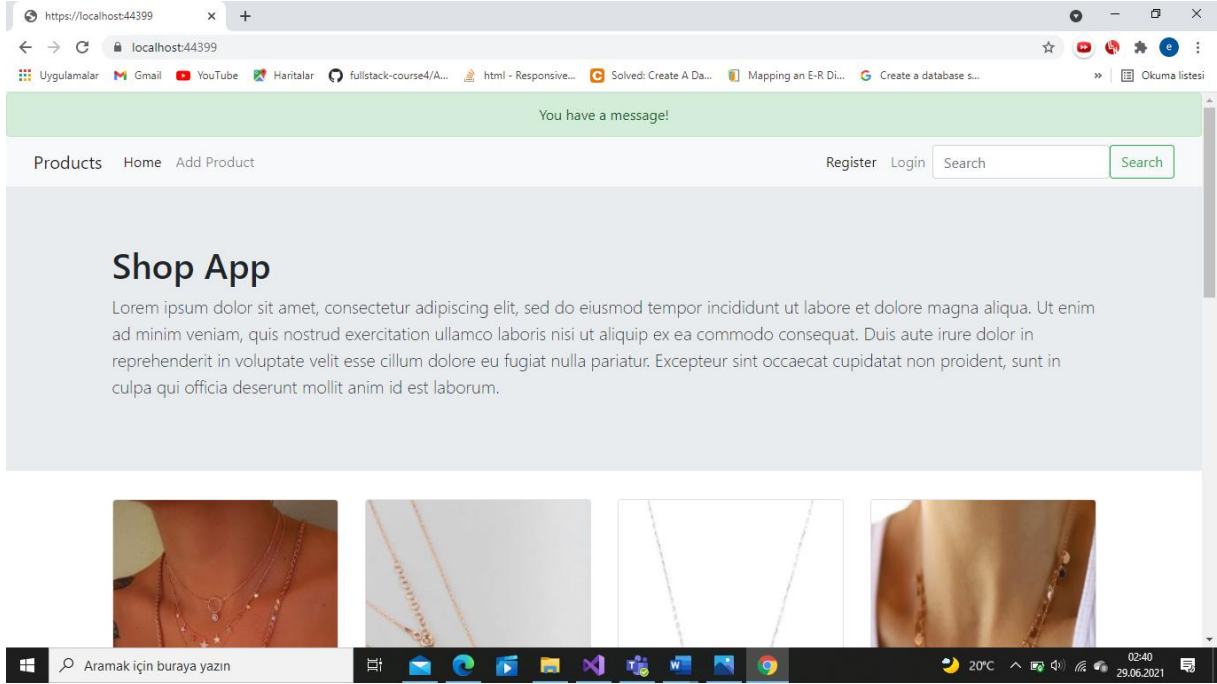 https://localhost:44399
localhost:44399
Uygulamalar Gmail YouTube Haritalar fullstack-course4/A... html - Responsive... Solved: Create A Da... Mapping an E-R Di... Create a database s... » Okuma listesi
You have a message!
Products Home Add Product Register Login Search Search
Shop App
Lorem ipsum dolor sit amet, consectetur adipiscing elit, sed do eiusmod tempor incididunt ut labore et dolore magna aliqua. Ut enim
ad minim veniam, quis nostrud exercitation ullamco laboris nisi ut aliquip ex ea commodo consequat. Duis aute irure dolor in
reprehenderit in voluptate velit esse cillum dolore eu fugiat nulla pariatur. Excepteur sint occaecat cupidatat non proident, sunt in
culpa qui officia deserunt mollit anim id est laborum.
Aramak için buraya yazın 20°C 02:40
29.06.2021